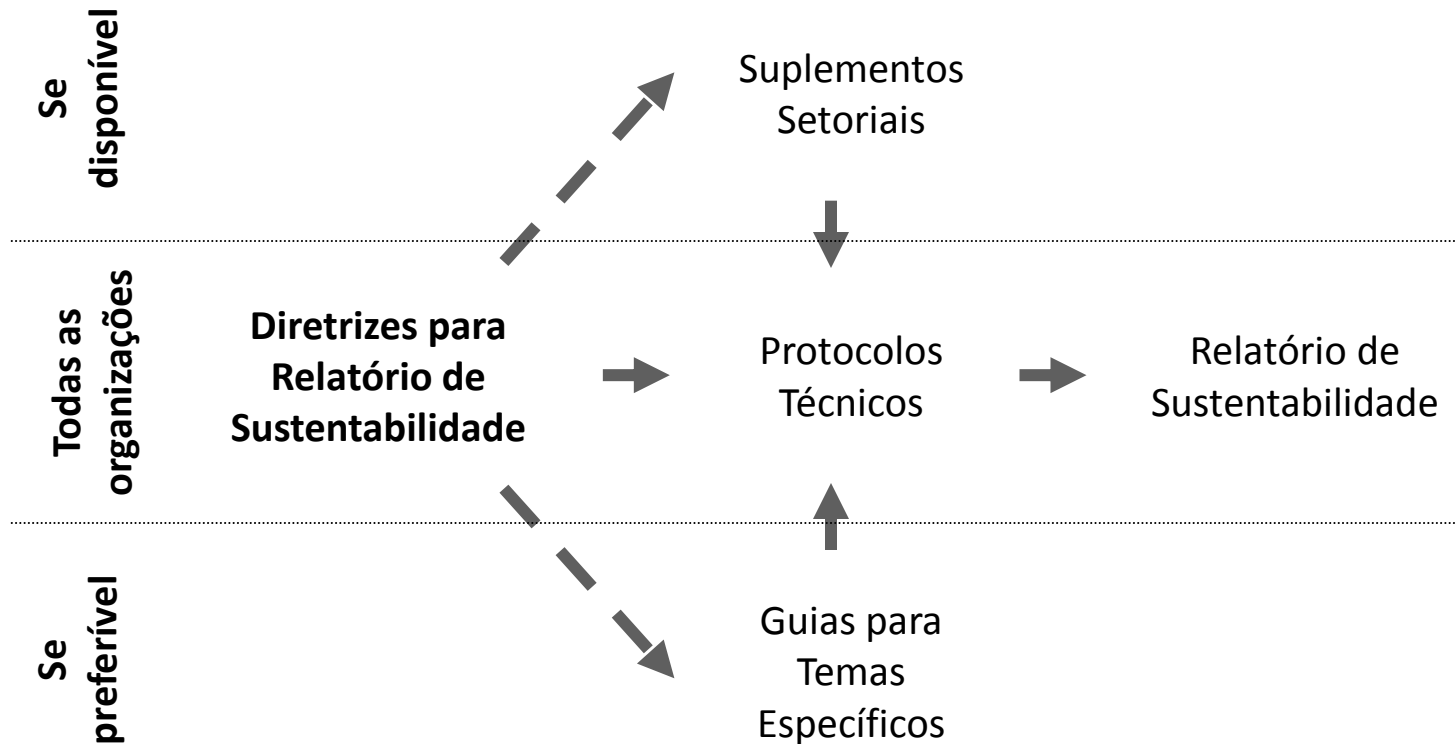 Se
disponível
Suplementos
Setoriais
Todas as
organizações
Diretrizes para
Relatório de
Sustentabilidade
Protocolos
Técnicos
Relatório de
Sustentabilidade
Se
preferível
Guias para
Temas
Específicos